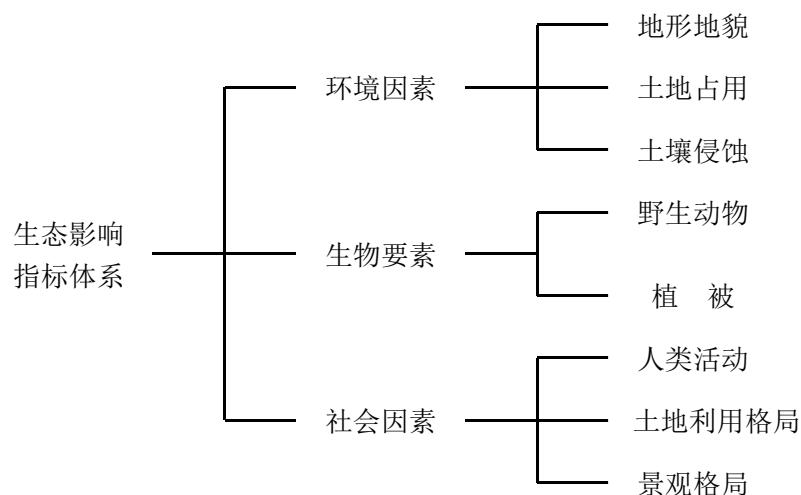 生态影响
指标体系
环境因素
地形地貌
土地占用
土壤侵蚀
生物要素
野生动物
植 被
社会因素
人类活动
土地利用格局
景观格局